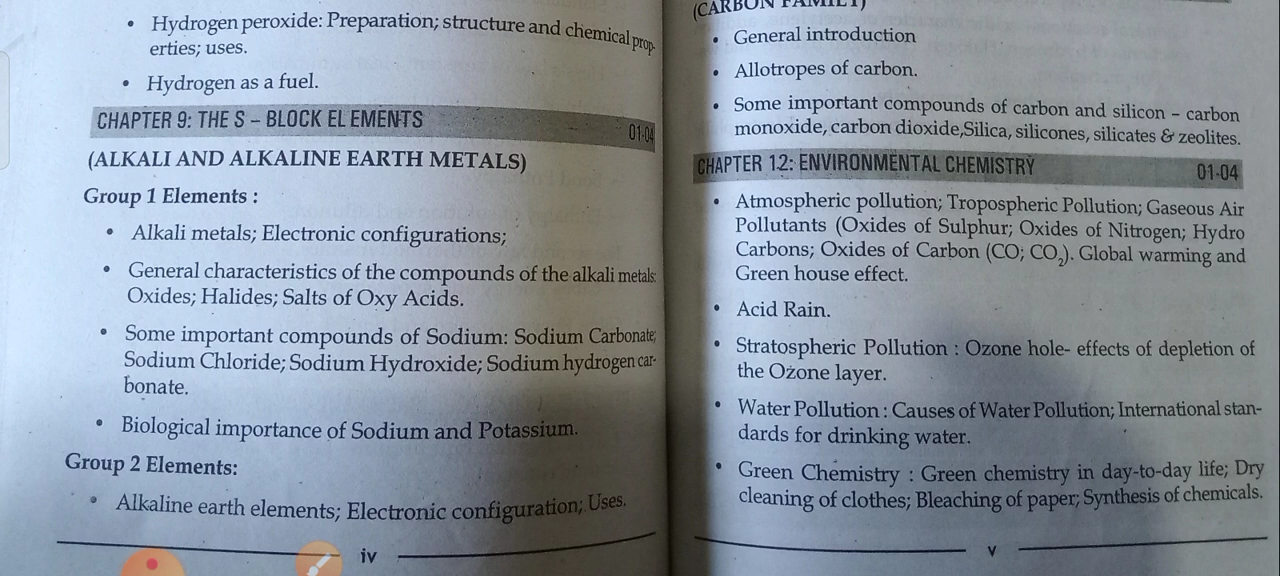 • Hydrogen peroxide: Preparation; structure and chemical prop-
erties; uses.
• Hydrogen as a fuel.
CHAPTER 9: THE S – BLOCK ELEMENTS 01-04
(ALKALI AND ALKALINE EARTH METALS)
Group 1 Elements :
• Alkali metals; Electronic configurations;
• General characteristics of the compounds of the alkali metals:
Oxides; Halides; Salts of Oxy Acids.
• Some important compounds of Sodium: Sodium Carbonate;
Sodium Chloride; Sodium Hydroxide; Sodium hydrogen car-
bonate.
• Biological importance of Sodium and Potassium.
Group 2 Elements:
• Alkaline earth elements; Electronic configuration; Uses.
iv
(CARBON FAMILY)
• General introduction
• Allotropes of carbon.
• Some important compounds of carbon and silicon – carbon
monoxide, carbon dioxide,Silica, silicones, silicates & zeolites.
CHAPTER 12: ENVIRONMENTAL CHEMISTRY 01-04
• Atmospheric pollution; Tropospheric Pollution; Gaseous Air
Pollutants (Oxides of Sulphur; Oxides of Nitrogen; Hydro
Carbons; Oxides of Carbon (CO; CO₂). Global warming and
Green house effect.
• Acid Rain.
• Stratospheric Pollution : Ozone hole- effects of depletion of
the Ozone layer.
• Water Pollution : Causes of Water Pollution; International stan-
dards for drinking water.
• Green Chemistry : Green chemistry in day-to-day life; Dry
cleaning of clothes; Bleaching of paper; Synthesis of chemicals.
v